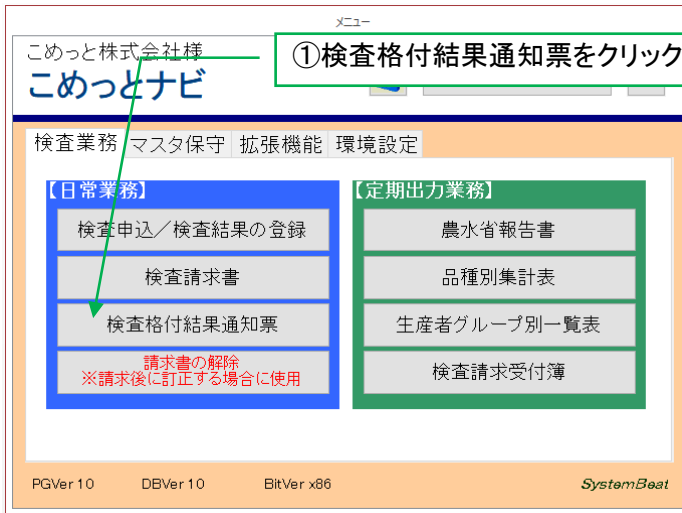 メニュー
こめっと株式会社様
①検査格付結果通知票をクリック
こめっとナビ
検査業務 マスタ保守 拡張機能 環境設定
【日常業務】
検査申込／検査結果の登録
検査請求書
検査格付結果通知票
請求書の解除
※請求後に訂正する場合に使用
【定期出力業務】
農水省報告書
品種別集計表
生産者グループ別一覧表
検査請求受付簿
PGVer 10 DBVer 10 BitVer x86 SystemBeat